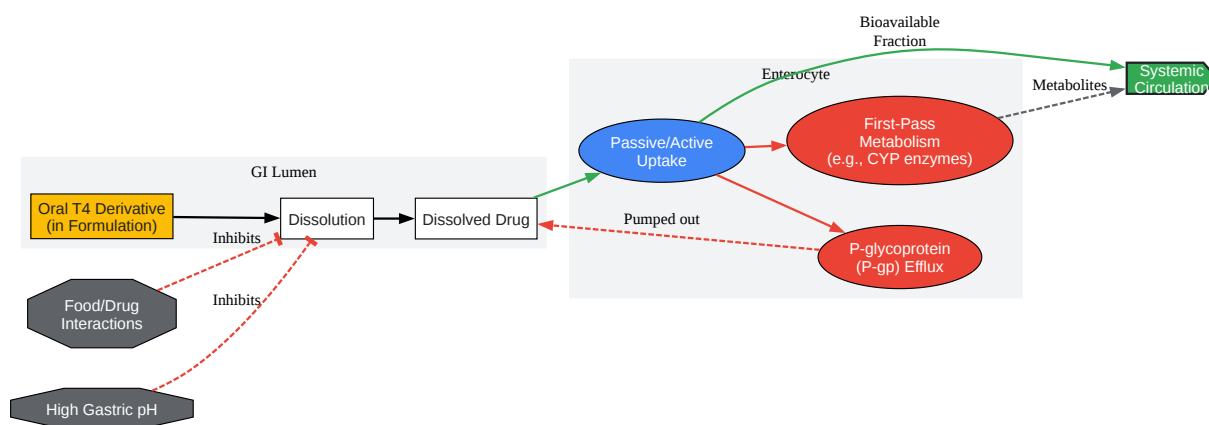 Bioavailable
Fraction
Enterocyte
Systemic
Circulation
Metabolites
First-Pass
Metabolism
(e.g., CYP enzymes)
Passive/Active
Uptake
GI Lumen
Oral T4 Derivative
(in Formulation)
Dissolution
Dissolved Drug
Pumped out
P-glycoprotein
(P-gp) Efflux
Inhibits
Food/Drug
Interactions
Inhibits
High Gastric pH